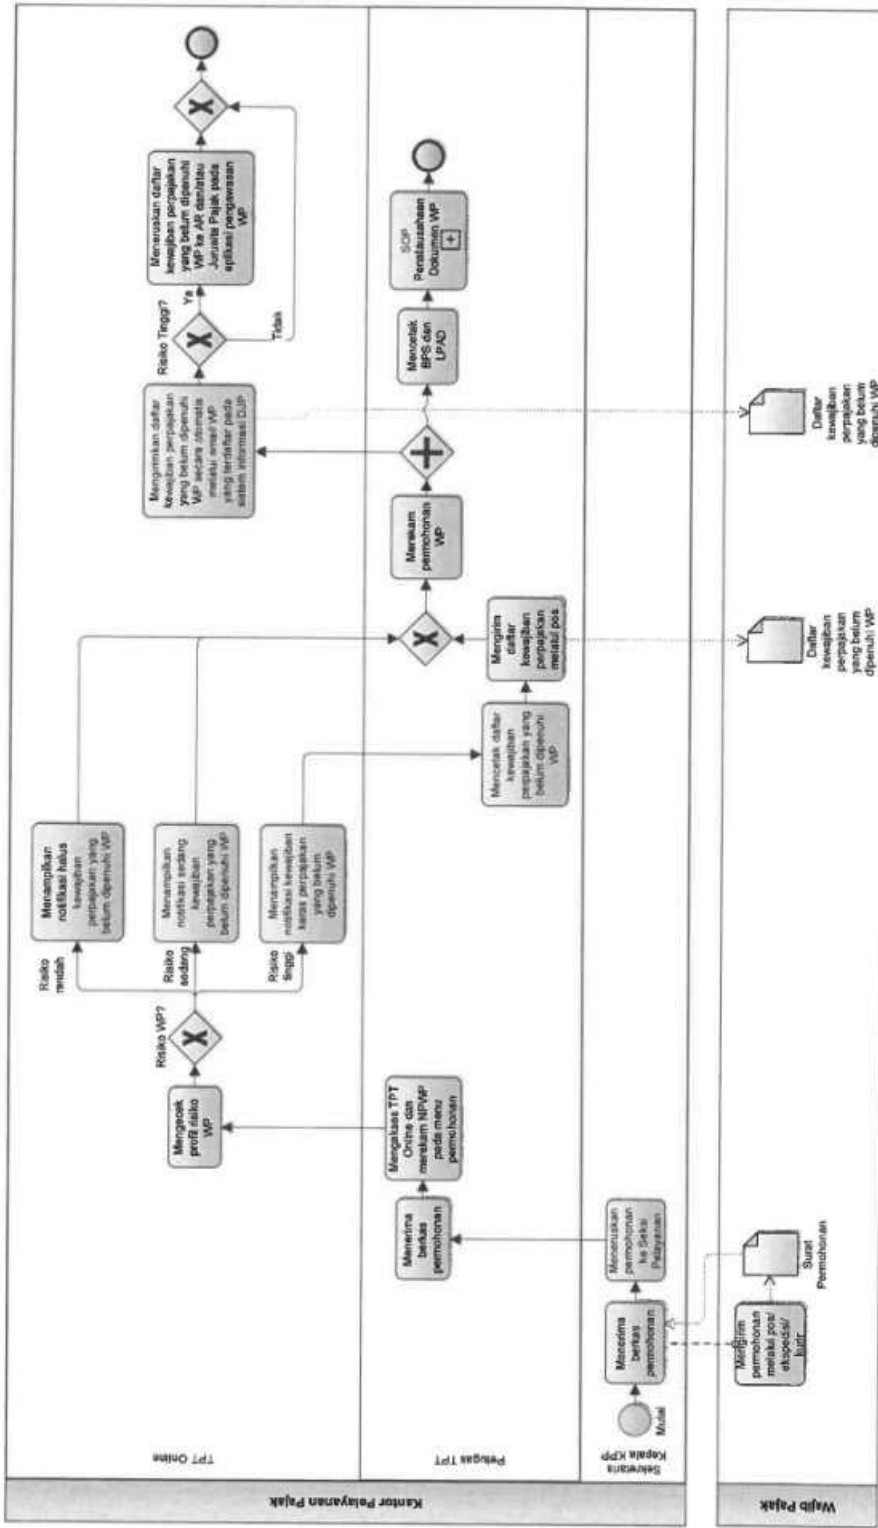 Kantor Pelayanan Pajak
TPT Online
Mengecek
profil risiko
WP
Risiko WP?
Risiko
rendah
Risiko
sedang
Risiko
tinggi
Menampilkan
notifikasi halus
kewajiban
perpajakan yang
belum dipenuhi WP
Menampilkan
notifikasi sedang
kewajiban
perpajakan yang
belum dipenuhi WP
Menampilkan
notifikasi kewajiban
keras perpajakan
yang belum
dipenuhi WP
Mengirimkan daftar
kewajiban perpajakan
yang belum dipenuhi
WP secara otomatis
melalui email WP
yang terdaftar pada
sistem informasi DJP
Risiko Tinggi?
Ya
Tidak
Meneruskan daftar
kewajiban perpajakan
yang belum dipenuhi
WP ke AR dan/atau
Jurusita Pajak pada
aplikasi pengawasan
WP
Petugas TPT
Menerima
berkas
permohonan
Mengakses TPT
Online dan
merekam NPWP
pada menu
permohonan
Mencetak daftar
kewajiban
perpajakan yang
belum dipenuhi
WP
Mengirim
daftar
kewajiban
perpajakan
melalui pos
Merekam
permohonan
WP
Mencetak
BPS dan
LPAD
SOP
Penatausahaan
Dokumen WP
Sekretaris
Kepala KPP
Mulai
Menerima
berkas
permohonan
Meneruskan
permohonan
ke Seksi
Pelayanan
Wajib Pajak
Mengirim
permohonan
melalui pos/
ekspedisi/
kurir
Surat
Permohonan
Daftar
kewajiban
perpajakan
yang belum
dipenuhi WP
Daftar
kewajiban
perpajakan
yang belum
dipenuhi WP